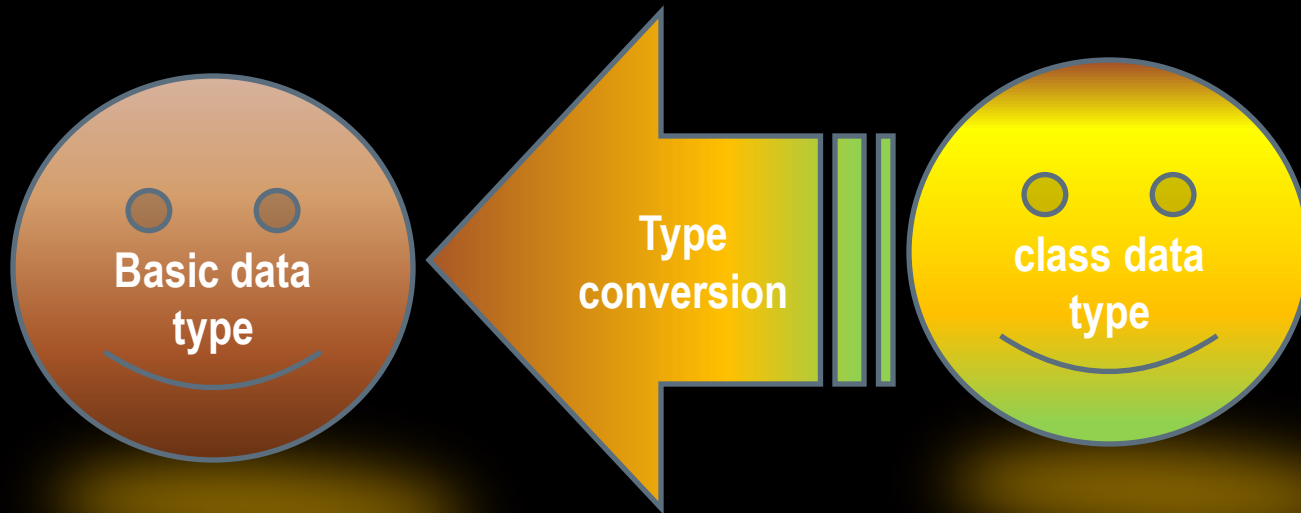 Basic data
type
Type
conversion
class data
type